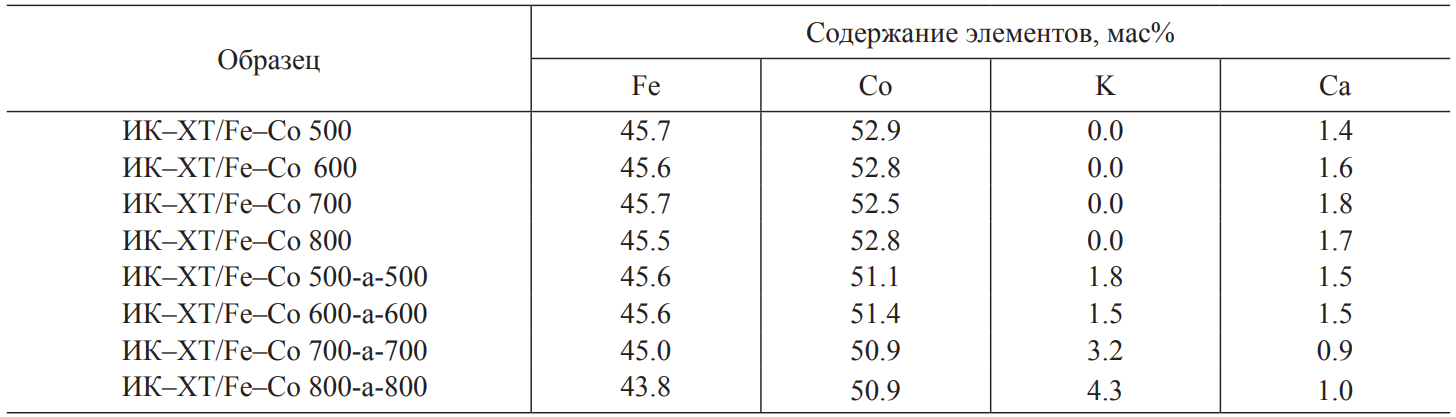 Образец
Содержание элементов, мас%
Fe Co K Ca
ИК–ХТ/Fe–Co 500 45.7 52.9 0.0 1.4
ИК–ХТ/Fe–Co 600 45.6 52.8 0.0 1.6
ИК–ХТ/Fe–Co 700 45.7 52.5 0.0 1.8
ИК–ХТ/Fe–Co 800 45.5 52.8 0.0 1.7
ИК–ХТ/Fe–Co 500-а-500 45.6 51.1 1.8 1.5
ИК–ХТ/Fe–Co 600-а-600 45.6 51.4 1.5 1.5
ИК–ХТ/Fe–Co 700-а-700 45.0 50.9 3.2 0.9
ИК–ХТ/Fe–Co 800-а-800 43.8 50.9 4.3 1.0